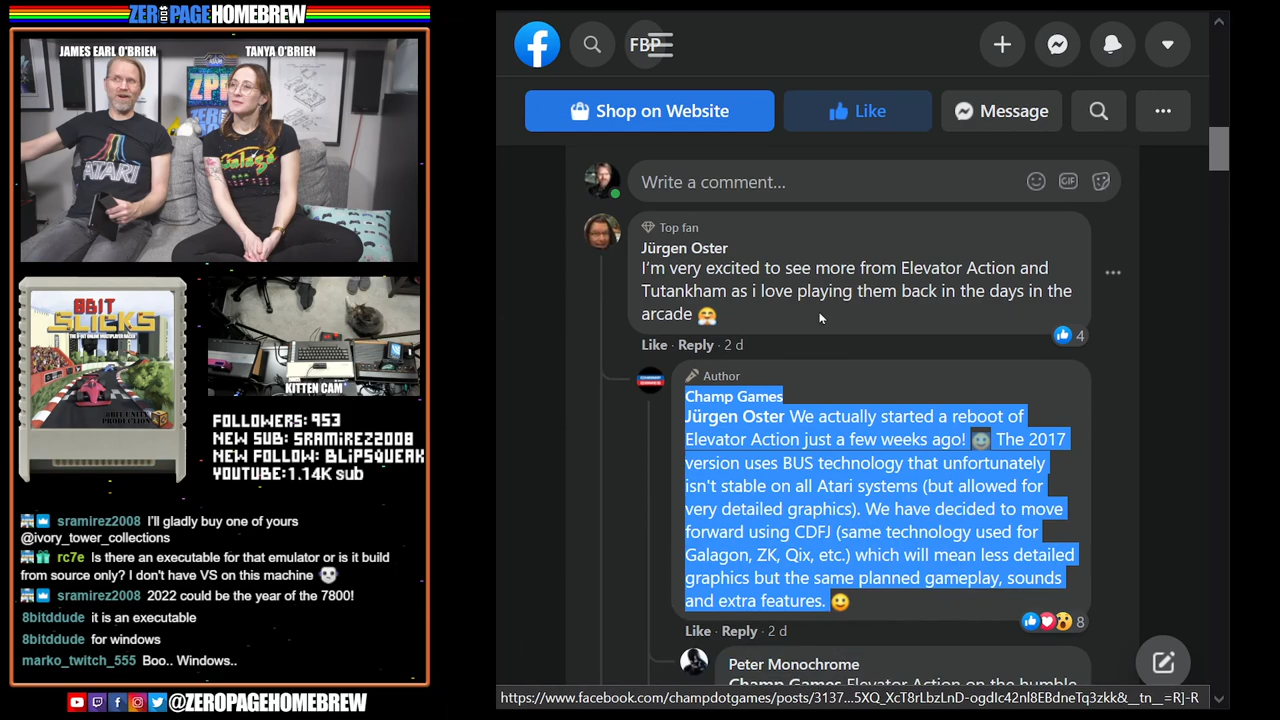 ZERO PAGE HOMEBREW
JAMES EARL O'BRIEN
TANYA O'BRIEN
ATARI
Galaga
8BIT
SLICKS
8BIT UNITY
PRODUCTION
KITTEN CAM
FOLLOWERS: 953
NEW SUB: SRAMIREZ2008
NEW FOLLOW: BLIPSQUEAK
YOUTUBE: 1.14K sub
sramirez2008 I'll gladly buy one of yours
@ivory_tower_collections
rc7e Is there an executable for that emulator or is it build
from source only? I don't have VS on this machine
sramirez2008 2022 could be the year of the 7800!
8bitddude it is an executable
8bitddude for windows
marko_twitch_555 Boo.. Windows..
@ZEROPAGEHOMEBREW
FBP
Shop on Website
Like
Message
Write a comment…
GIF
Top fan
Jürgen Oster
I'm very excited to see more from Elevator Action and
Tutankham as i love playing them back in the days in the
arcade 🤗
4
Like · Reply · 2 d
Author
Champ Games
Jürgen Oster We actually started a reboot of
Elevator Action just a few weeks ago! 🙂 The 2017
version uses BUS technology that unfortunately
isn't stable on all Atari systems (but allowed for
very detailed graphics). We have decided to move
forward using CDFJ (same technology used for
Galagon, ZK, Qix, etc.) which will mean less detailed
graphics but the same planned gameplay, sounds
and extra features. 🙂
8
Like · Reply · 2 d
Peter Monochrome
Champ Games Elevator Action on the humble
https://www.facebook.com/champdotgames/posts/3137...5XQ_XcT8rLbzLnD-ogdIc42nl8EBdneTq3zkk&__tn__=R]-R